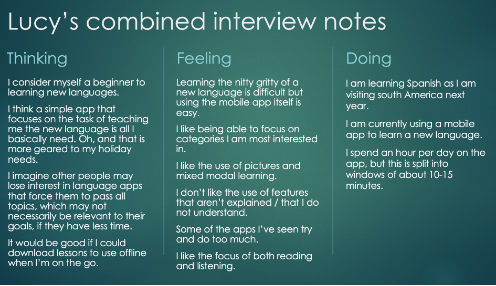 Lucy's combined interview notes
Thinking
I consider myself a beginner to
learning new languages.
I think a simple app that
focuses on the task of teaching
me the new language is all I
basically need. Oh, and that is
more geared to my holiday
needs.
I imagine other people may
lose interest in language apps
that force them to pass all
topics, which may not
necessarily be relevant to their
goals, if they have less time.
It would be good if I could
download lessons to use offline
when I'm on the go.
Feeling
Learning the nitty gritty of a
new language is difficult but
using the mobile app itself is
easy.
I like being able to focus on
categories I am most interested
in.
I like the use of pictures and
mixed modal learning.
I don't like the use of features
that aren't explained / that I do
not understand.
Some of the apps I've seen try
and do too much.
I like the focus of both reading
and listening.
Doing
I am learning Spanish as I am
visiting south America next
year.
I am currently using a mobile
app to learn a new language.
I spend an hour per day on the
app, but this is split into
windows of about 10-15
minutes.